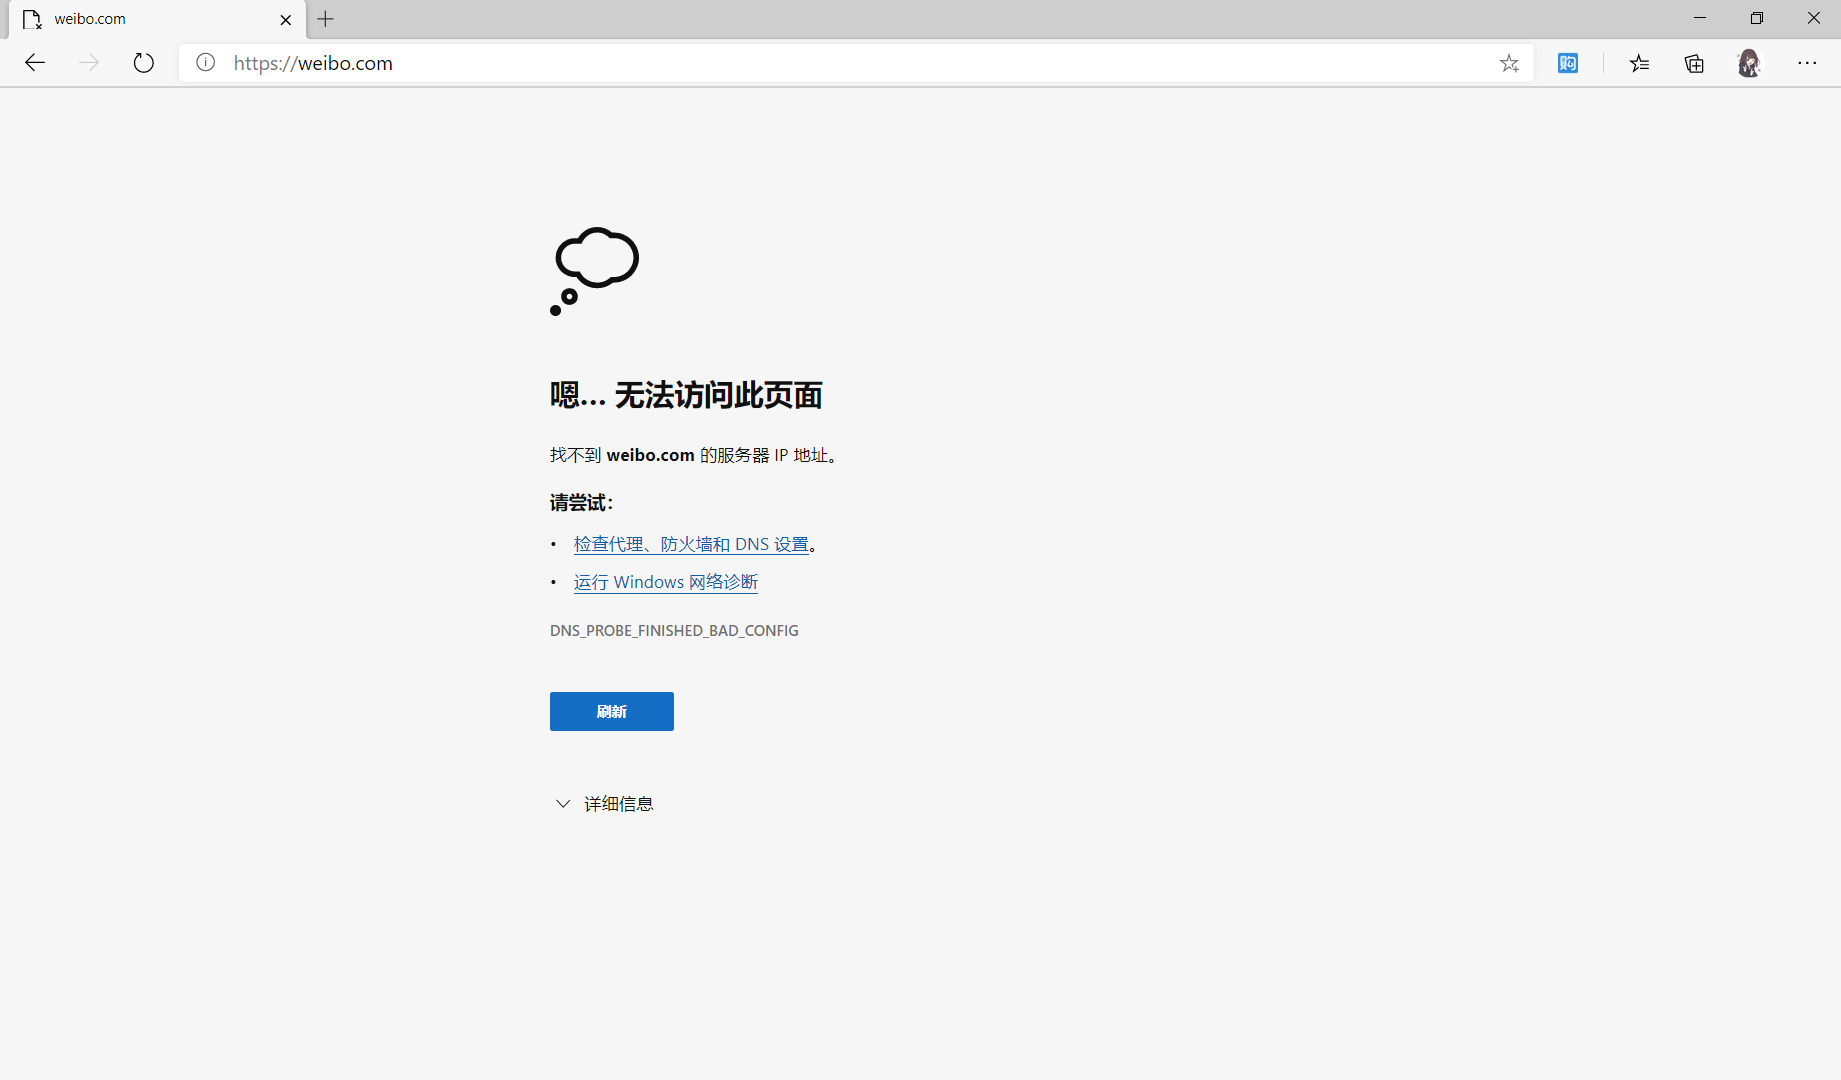 weibo.com
https://weibo.com
购
嗯… 无法访问此页面
找不到 weibo.com 的服务器 IP 地址。
请尝试：
• 检查代理、防火墙和 DNS 设置。
• 运行 Windows 网络诊断
DNS_PROBE_FINISHED_BAD_CONFIG
刷新
详细信息